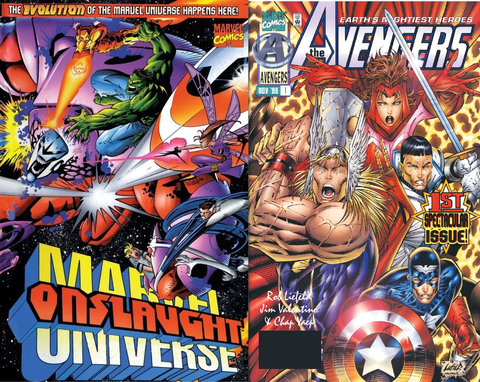 THE EVOLUTION OF THE MARVEL UNIVERSE HAPPENS HERE!
MARVEL
COMICS
MARVEL
ONSLAUGHT
UNIVERSE
MARVEL
COMICS
EARTH'S MIGHTIEST HEROES
the AVENGERS
A
AVENGERS
NOV '96 1
1ST
SPECTACULAR
ISSUE!
Rob Liefeld
Jim Valentino
& Chap Yaep